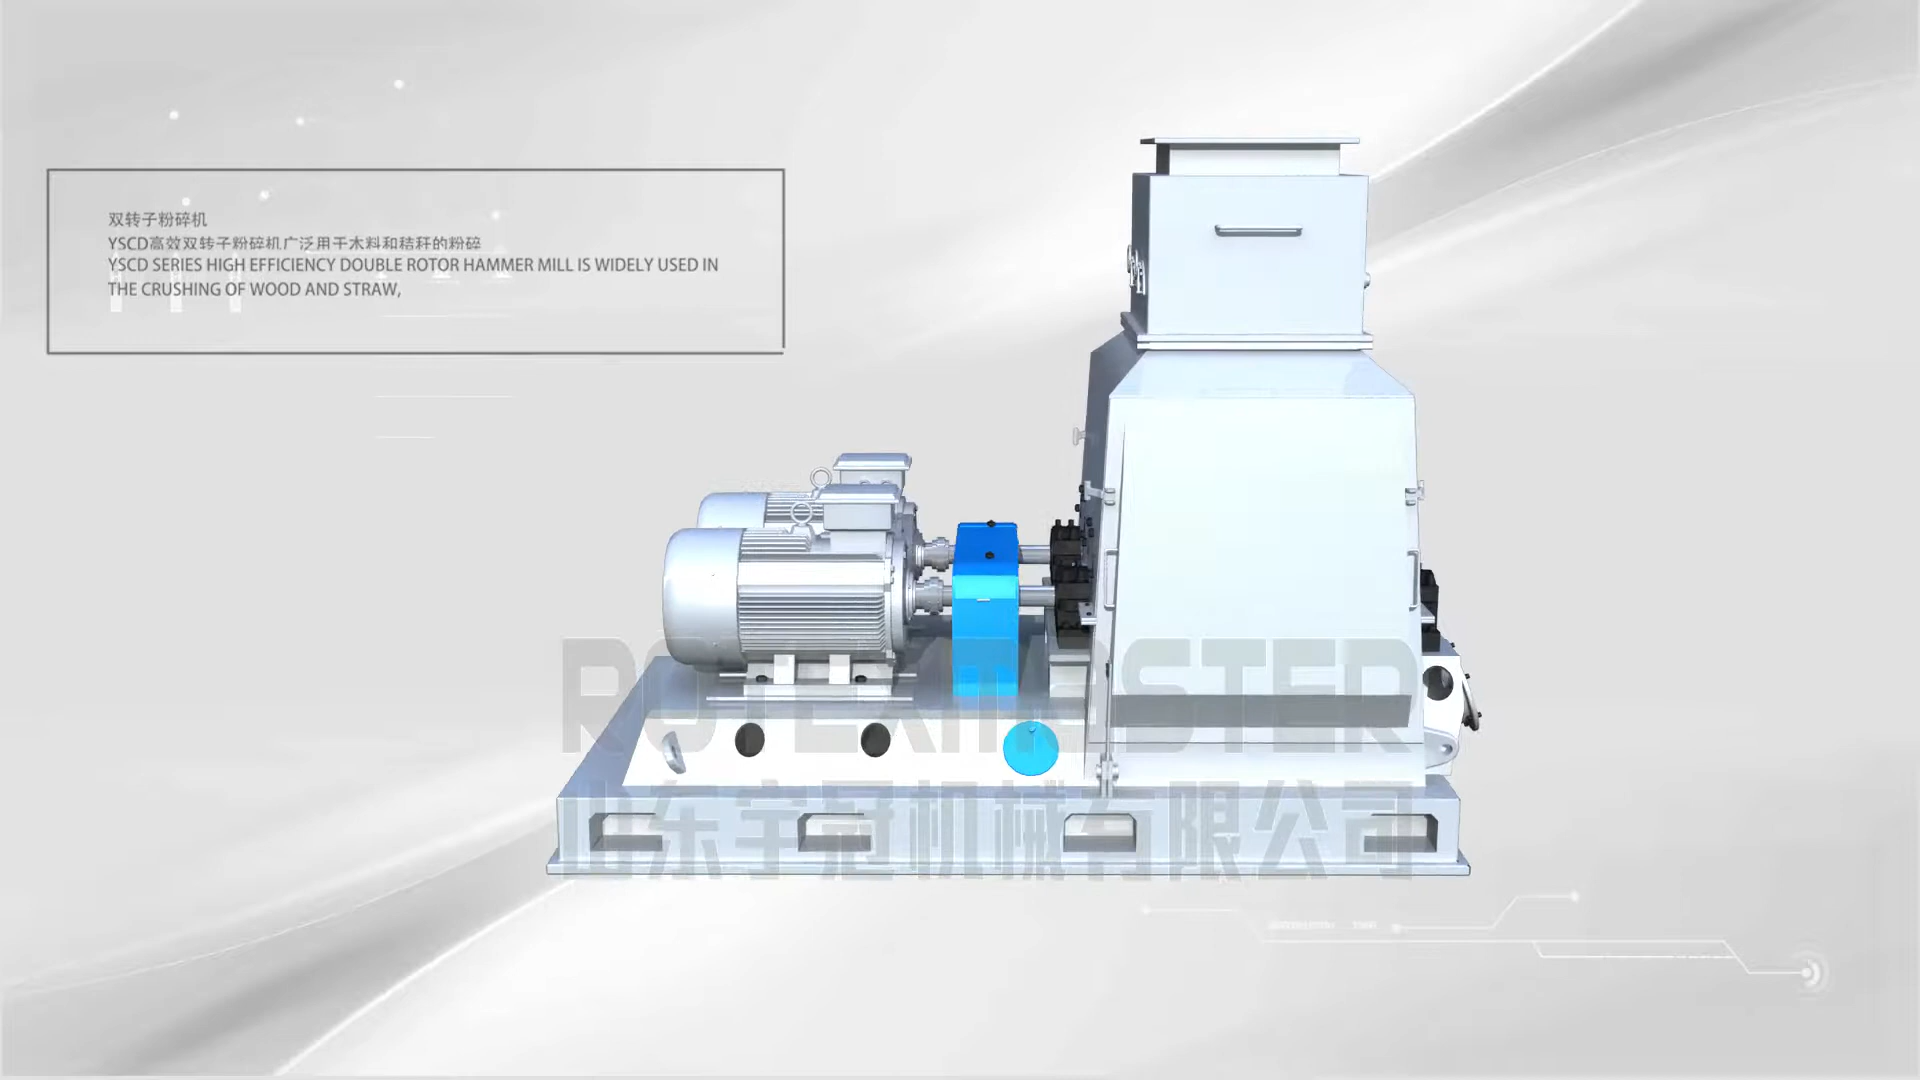 双转子粉碎机
YSCD高效双转子粉碎机广泛用于木料和秸秆的粉碎
YSCD SERIES HIGH EFFICIENCY DOUBLE ROTOR HAMMER MILL IS WIDELY USED IN
THE CRUSHING OF WOOD AND STRAW,
ROTEXMASTER
山东宇冠机械有限公司